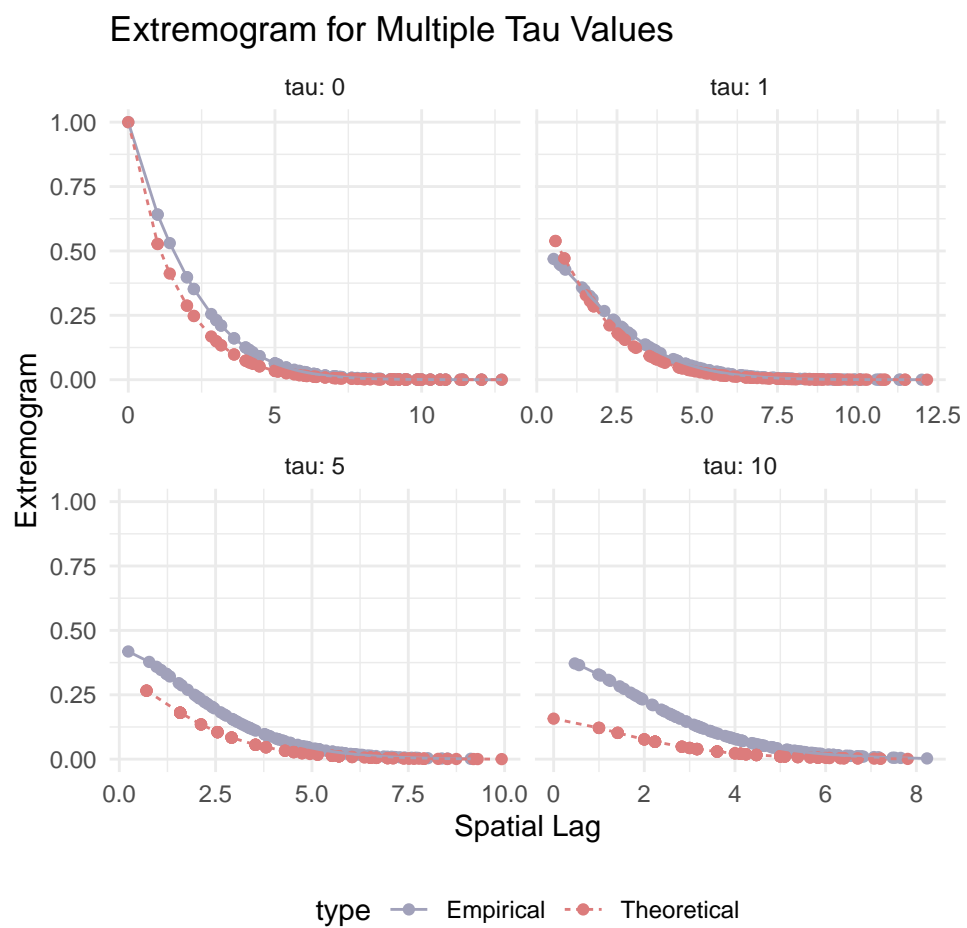 Extremogram for Multiple Tau Values
tau: 0
tau: 1
1.00
0.75
0.50
0.25
0.00
0 5 10
0.0 2.5 5.0 7.5 10.0 12.5
Extremogram
tau: 5
tau: 10
1.00
0.75
0.50
0.25
0.00
0.0 2.5 5.0 7.5 10.0
0 2 4 6 8
Spatial Lag
type Empirical Theoretical